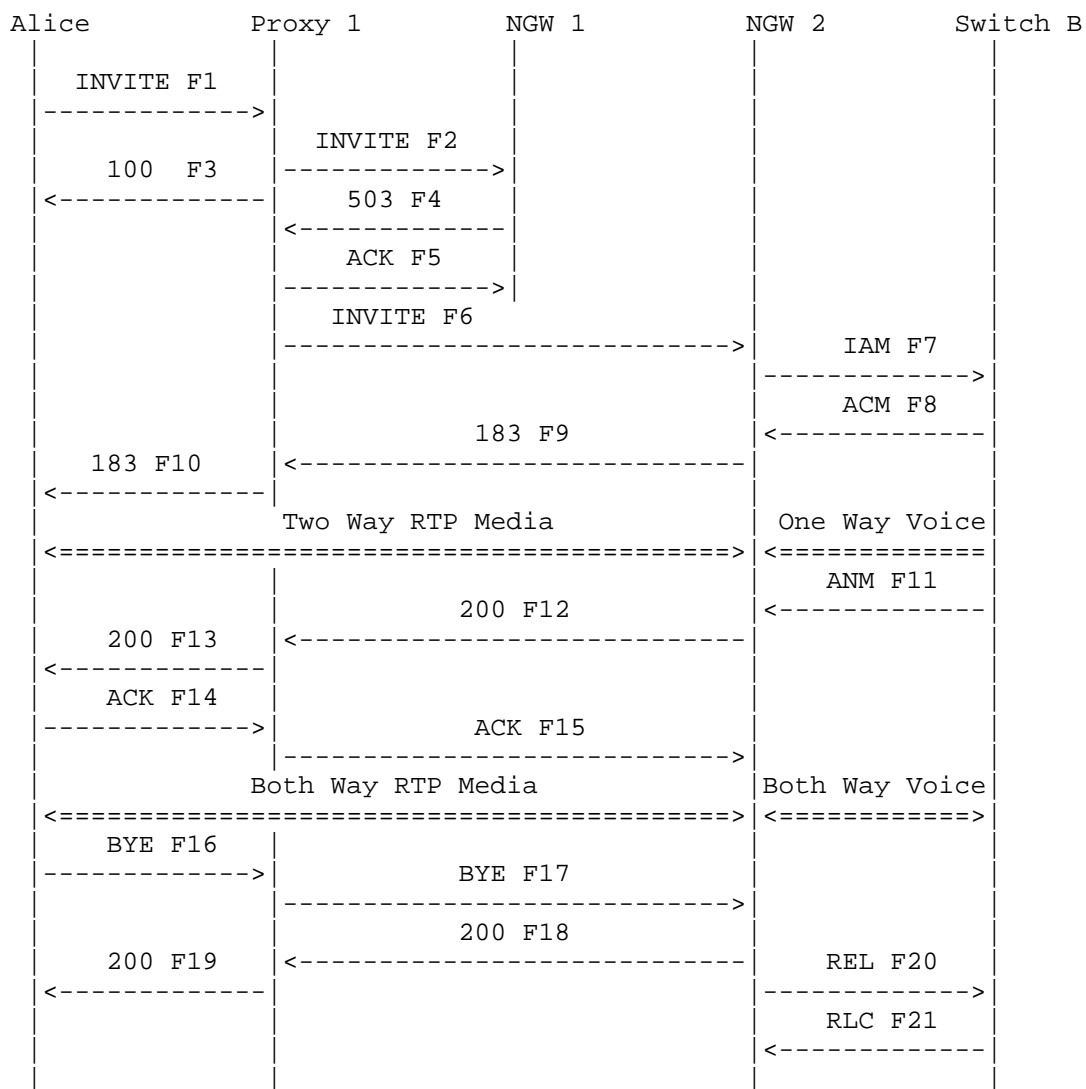 Alice Proxy 1 NGW 1 NGW 2 Switch B
INVITE F1
INVITE F2
100 F3
503 F4
ACK F5
INVITE F6
IAM F7
ACM F8
183 F9
183 F10
Two Way RTP Media One Way Voice
ANM F11
200 F12
200 F13
ACK F14
ACK F15
Both Way RTP Media Both Way Voice
BYE F16
BYE F17
200 F18
200 F19 REL F20
RLC F21